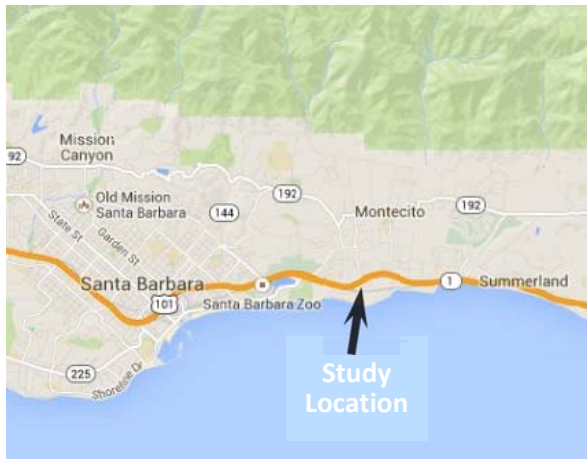 Mission
Canyon
92
192
Old Mission
Santa Barbara
144
192
Montecito
192
State St
Garden St
Santa Barbara
101
Santa Barbara Zoo
1
Summerland
225
Shoreline Dr
Study
Location